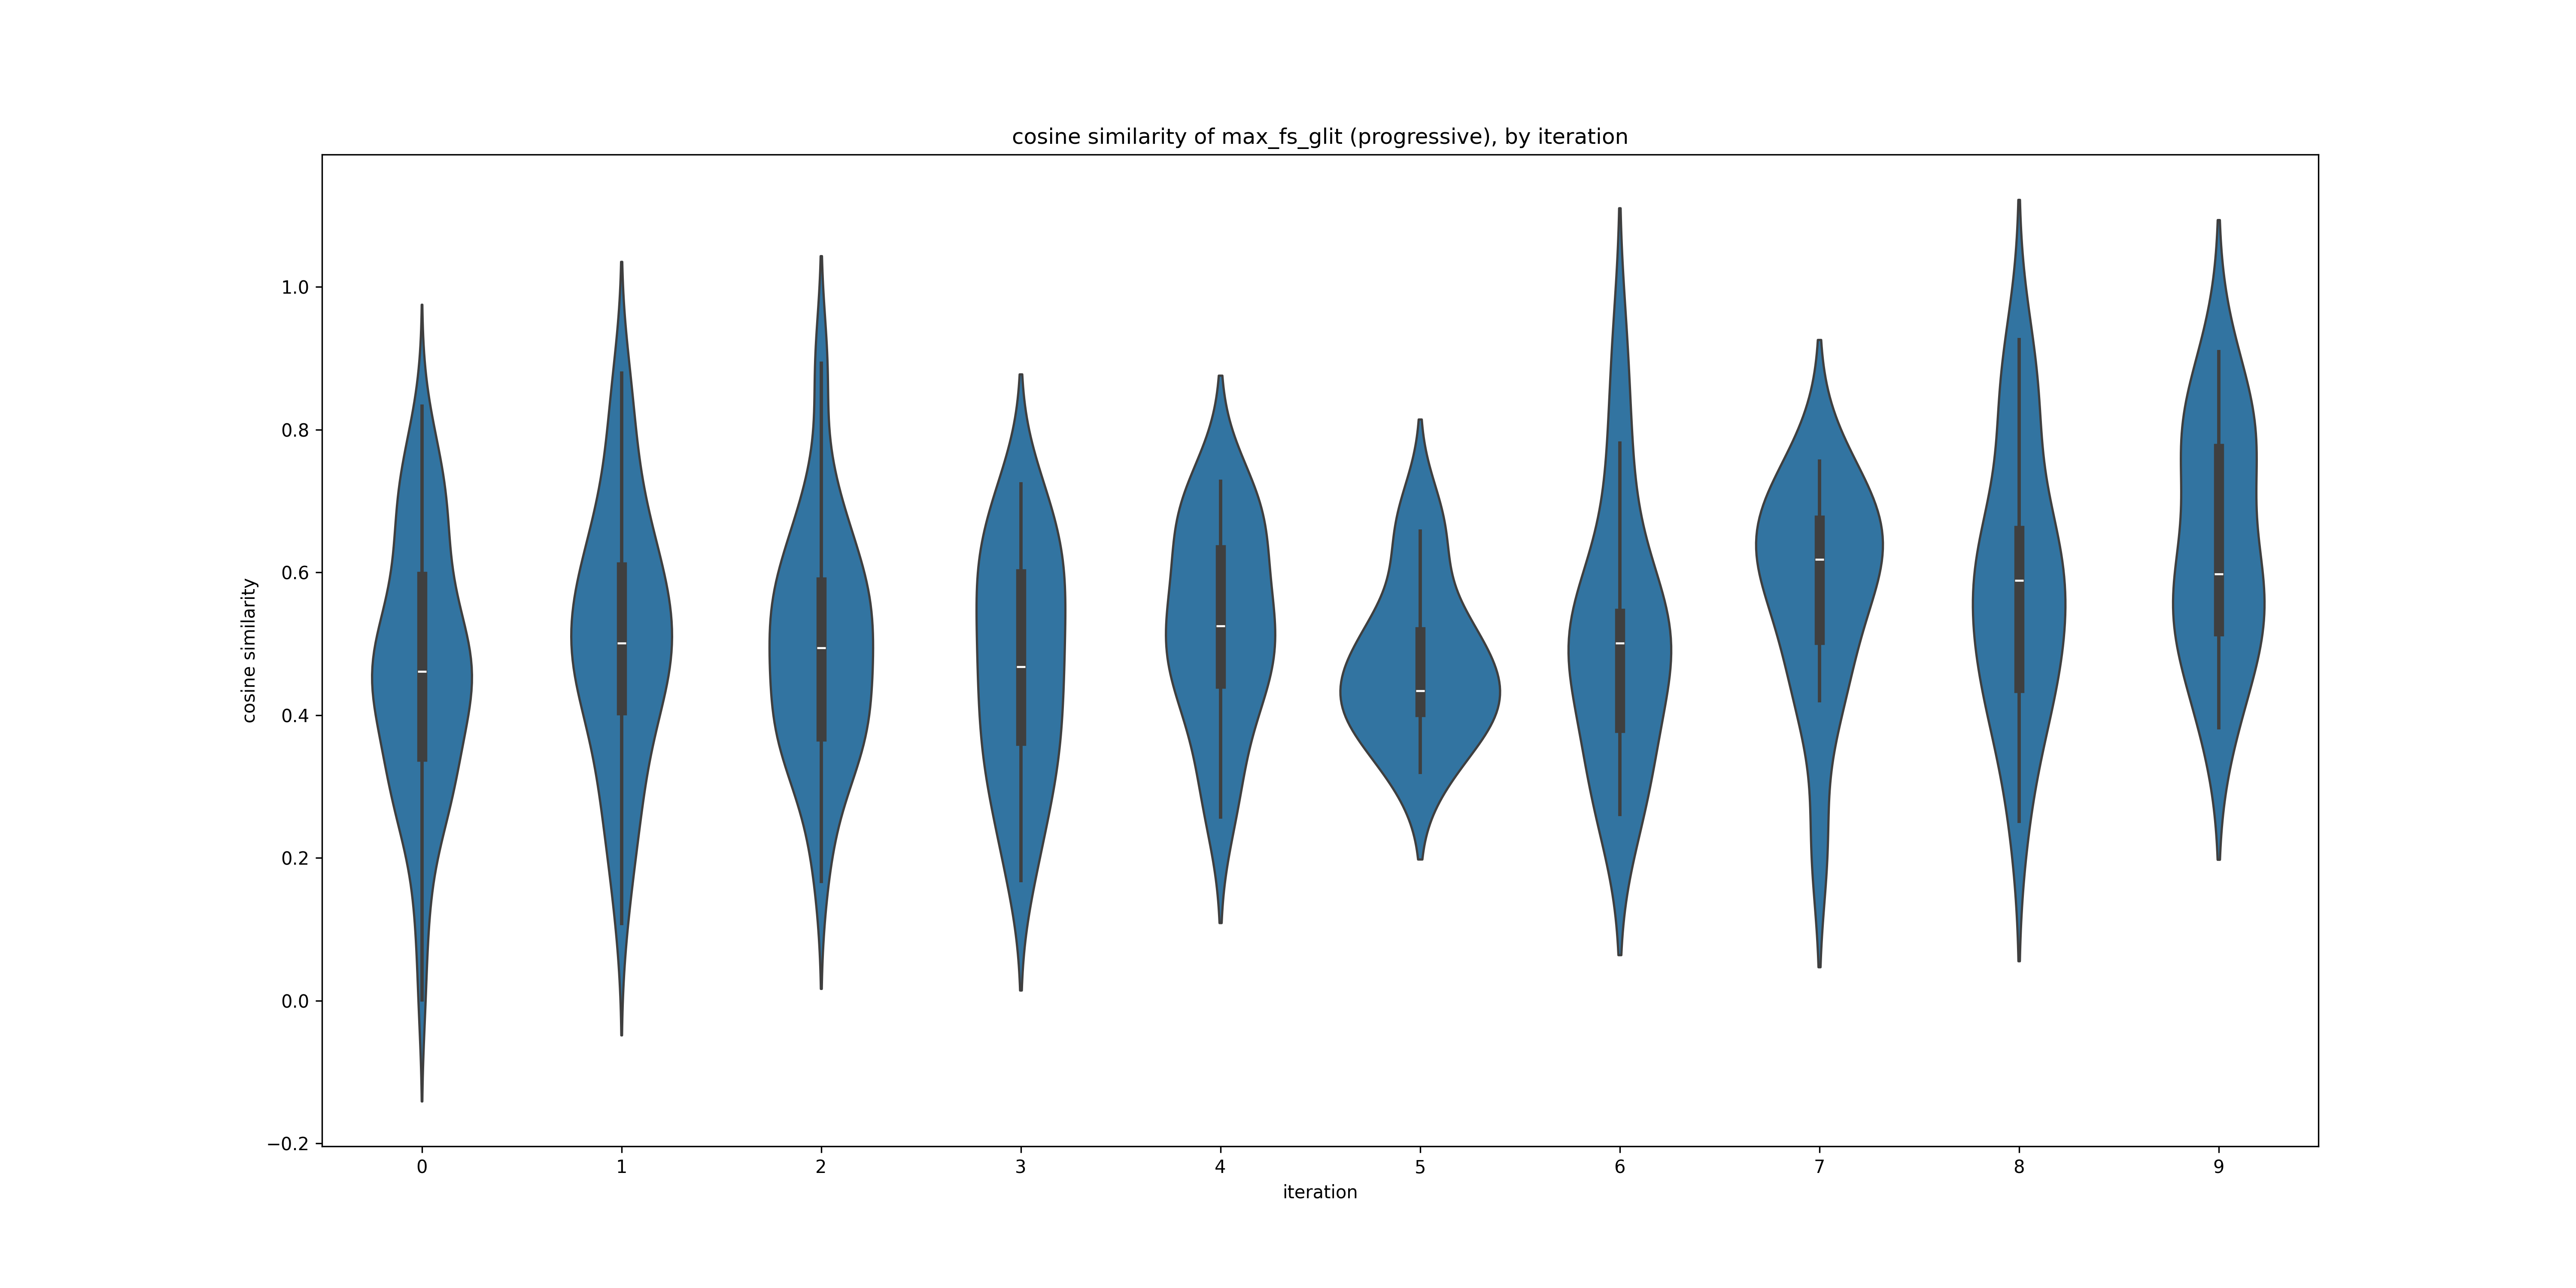 cosine similarity of max_fs_glit (progressive), by iteration
cosine similarity
1.0
0.8
0.6
0.4
0.2
0.0
−0.2
0 1 2 3 4 5 6 7 8 9
iteration